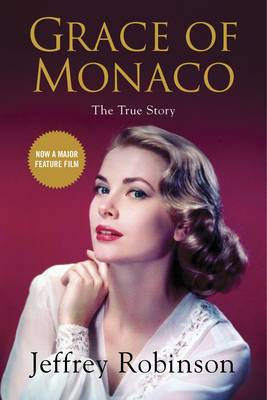 GRACE OF
MONACO
The True Story
NOW A MAJOR
FEATURE FILM
Jeffrey Robinson